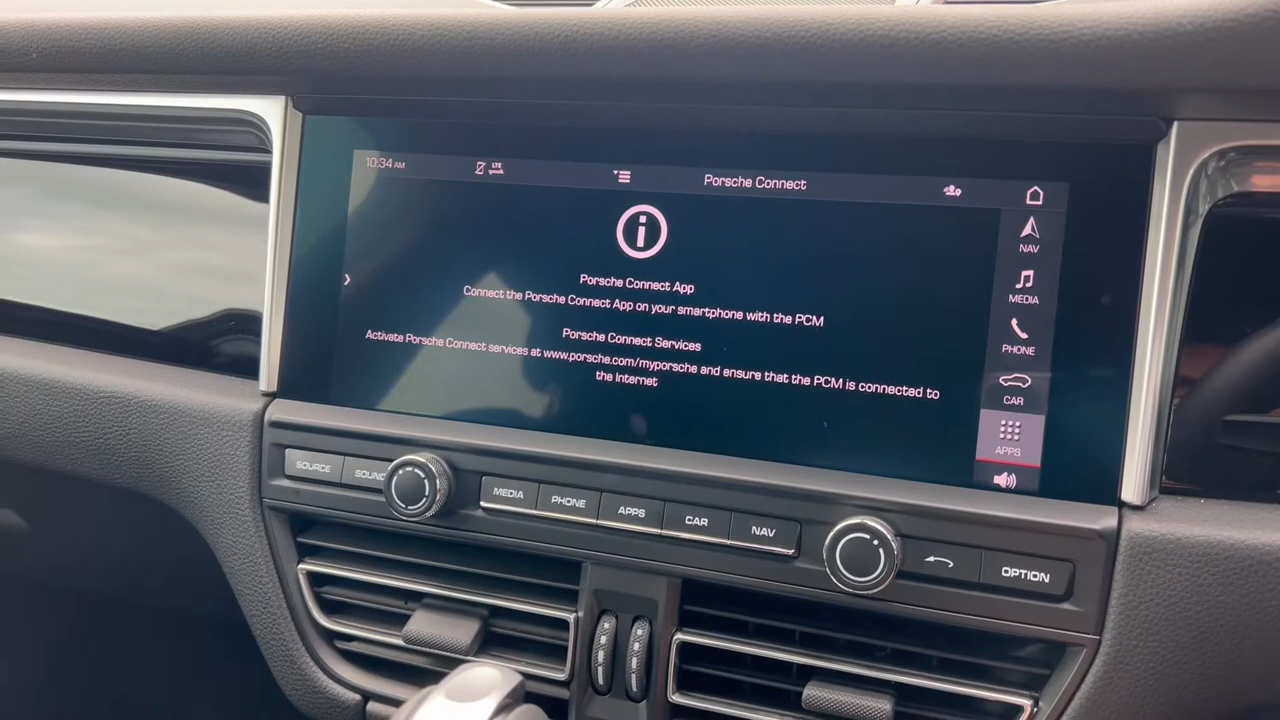 10:34 AM
LTE
Porsche Connect
Porsche Connect App
Connect the Porsche Connect App on your smartphone with the PCM
Porsche Connect Services
Activate Porsche Connect services at www.porsche.com/myporsche and ensure that the PCM is connected to
the Internet
NAV
MEDIA
PHONE
CAR
APPS
SOURCE
SOUND
MEDIA
PHONE
APPS
CAR
NAV
OPTION